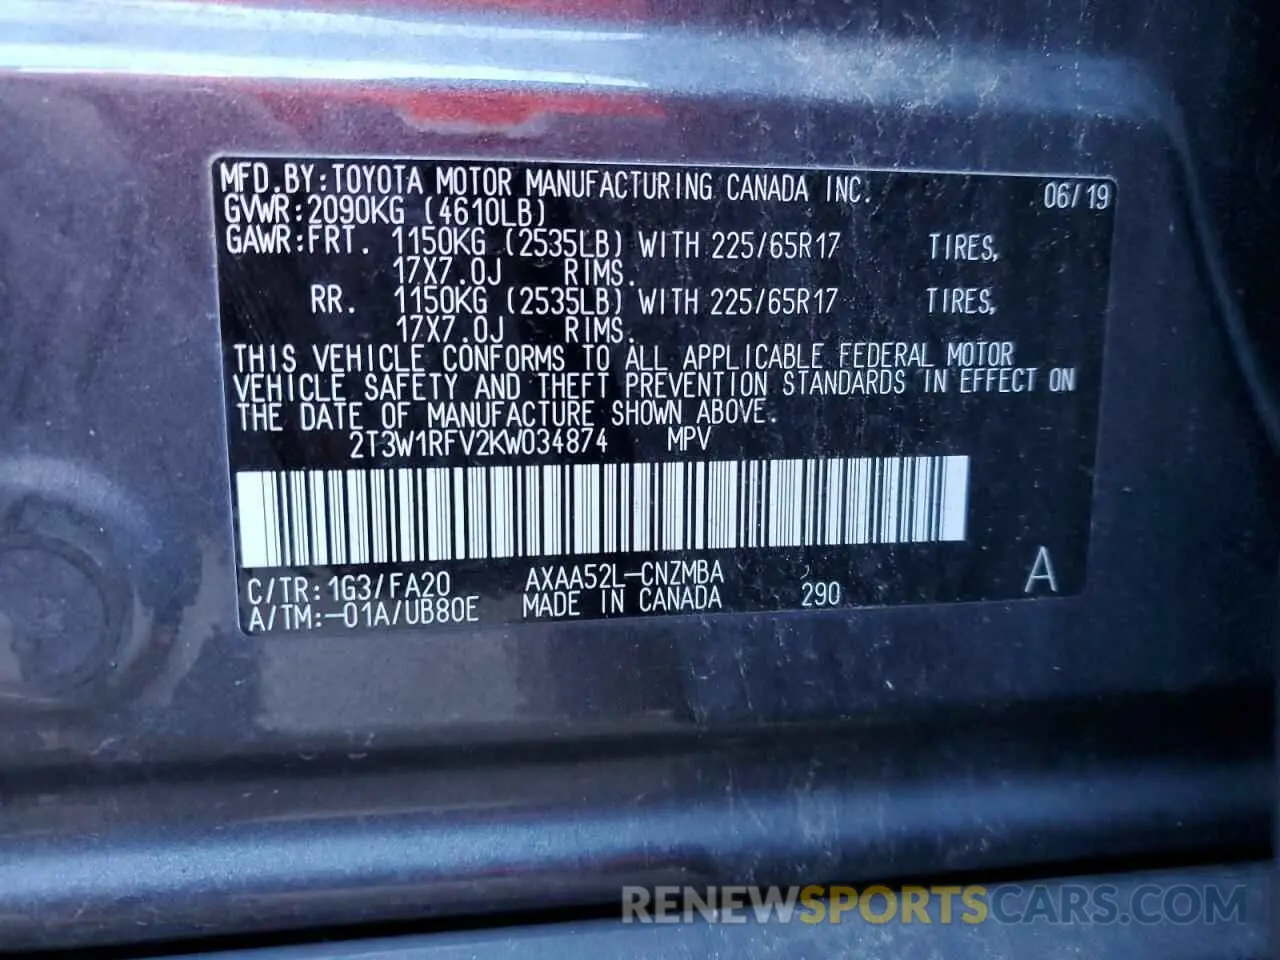 MFD.BY:TOYOTA MOTOR MANUFACTURING CANADA INC. 06/19
GVWR:2090KG (4610LB)
GAWR:FRT. 1150KG (2535LB) WITH 225/65R17 TIRES,
17X7.0J RIMS.
RR. 1150KG (2535LB) WITH 225/65R17 TIRES,
17X7.0J RIMS.
THIS VEHICLE CONFORMS TO ALL APPLICABLE FEDERAL MOTOR
VEHICLE SAFETY AND THEFT PREVENTION STANDARDS IN EFFECT ON
THE DATE OF MANUFACTURE SHOWN ABOVE.
2T3W1RFV2KW034874 MPV
C/TR:1G3/FA20 AXAA52L-CNZMBA A
A/TM:-01A/UB80E MADE IN CANADA 290
RENEWSPORTSCARS.COM